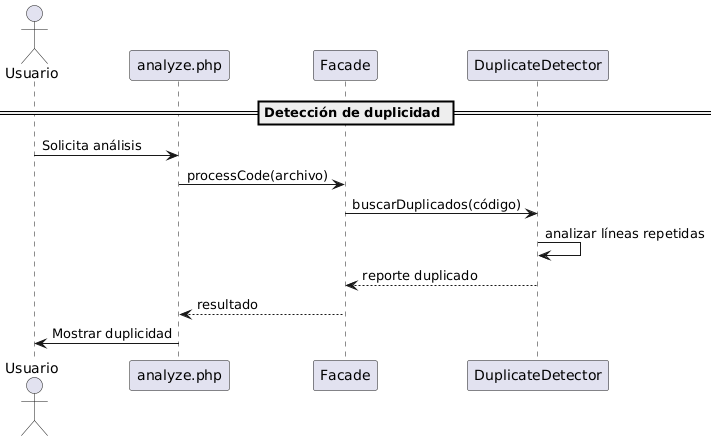 Usuario
analyze.php
Facade
DuplicateDetector
Detección de duplicidad
Solicita análisis
processCode(archivo)
buscarDuplicados(código)
analizar líneas repetidas
reporte duplicado
resultado
Mostrar duplicidad
Usuario
analyze.php
Facade
DuplicateDetector